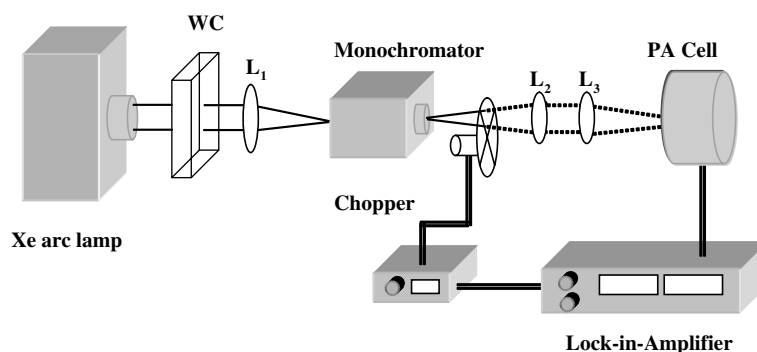 WC
L1
Monochromator
L2
L3
PA Cell
Chopper
Xe arc lamp
Lock-in-Amplifier